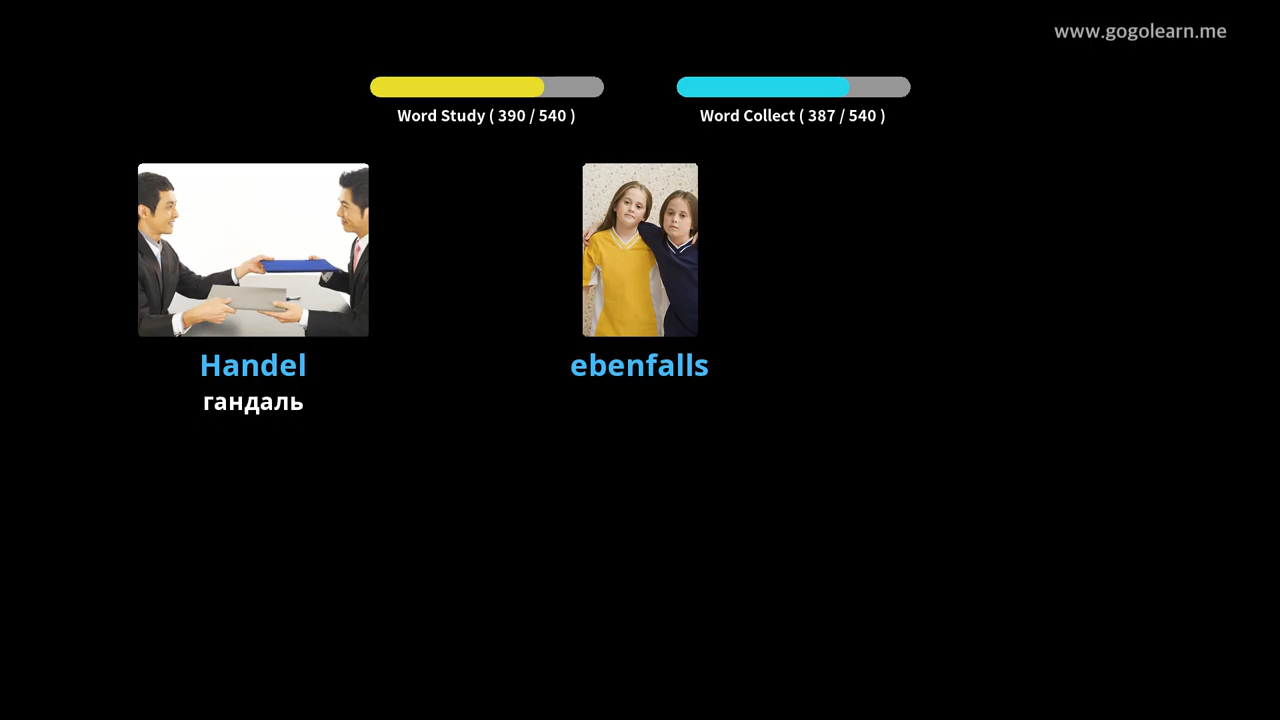 www.gogolearn.me
Word Study ( 390 / 540 )
Word Collect ( 387 / 540 )
Handel
гандаль
ebenfalls